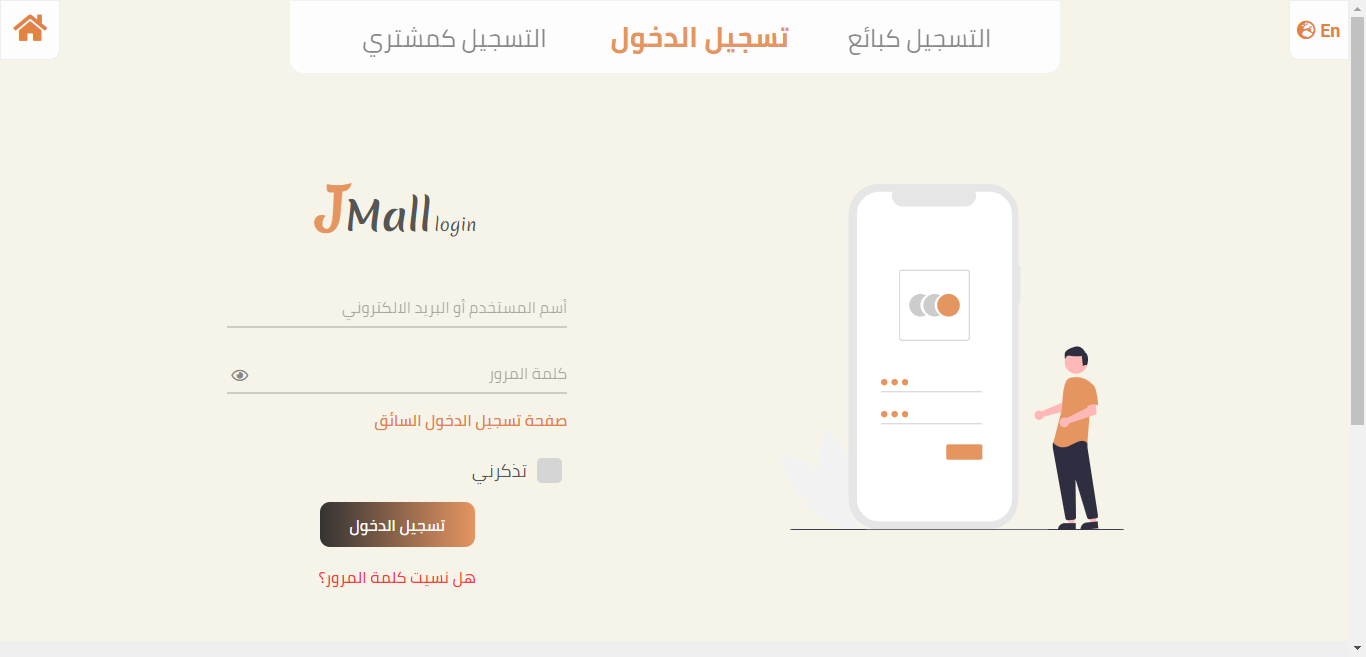 En
التسجيل كبائع
تسجيل الدخول
التسجيل كمشتري
JMall login
أسم المستخدم أو البريد الالكتروني
كلمة المرور
صفحة تسجيل الدخول السائق
تذكرني
تسجيل الدخول
هل نسيت كلمة المرور؟